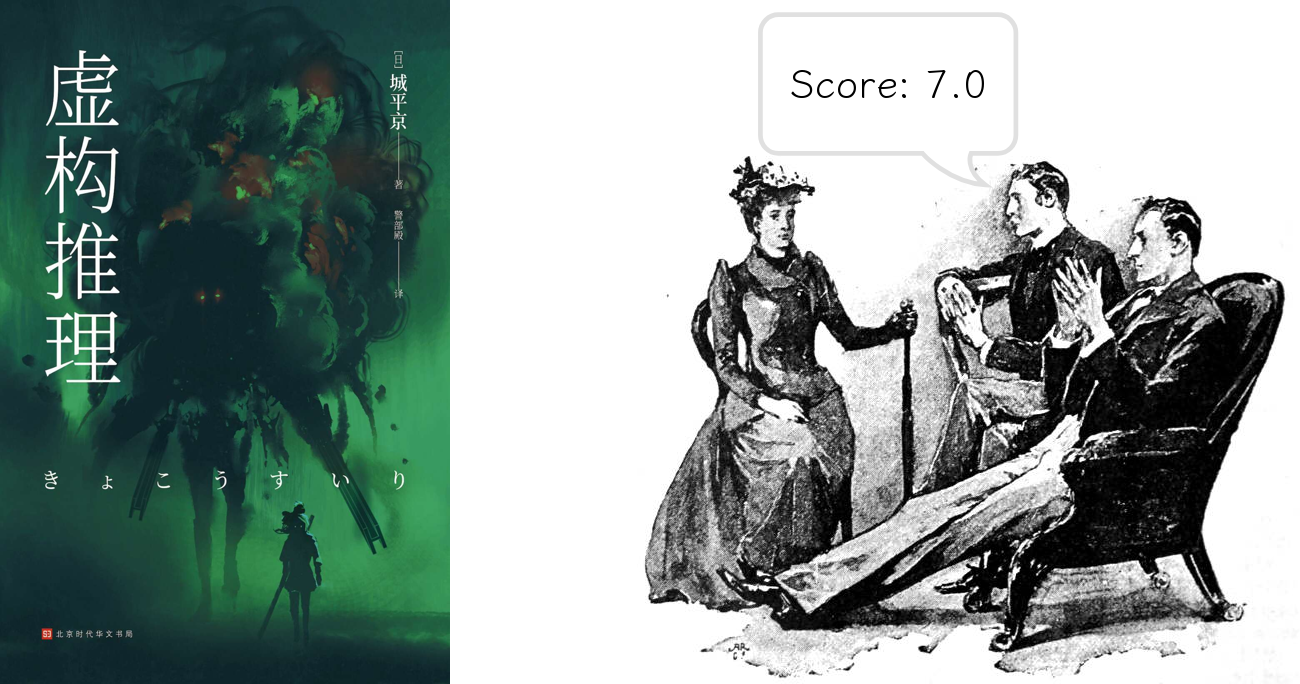 虚构推理
[日]城平京——著
警部殿——译
きょこうすいり
S3 北京时代华文书局
Score: 7.0